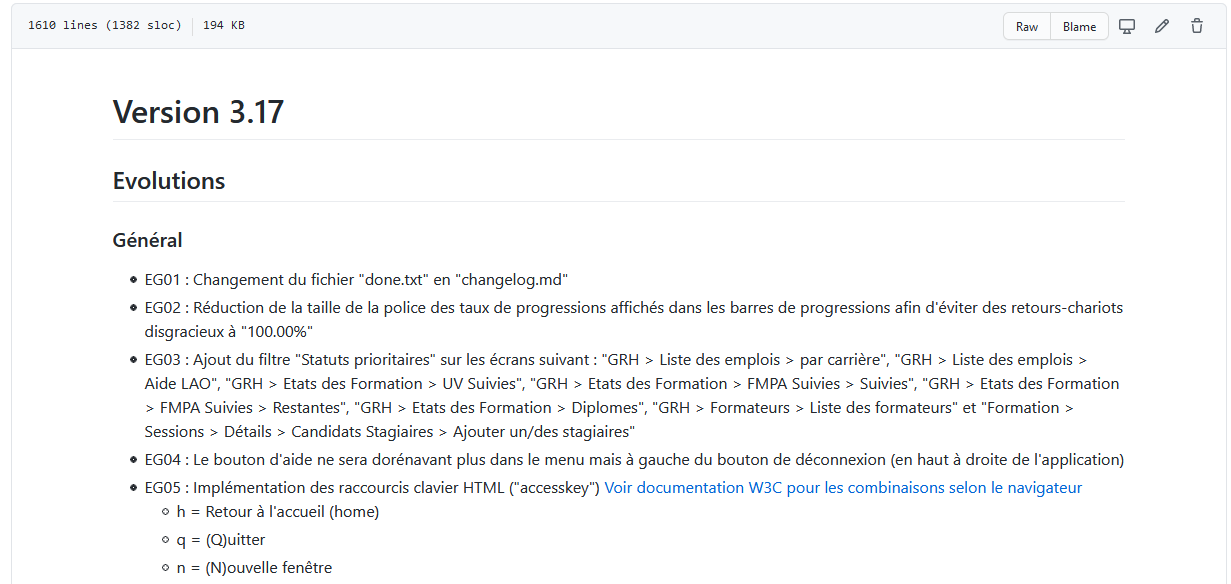 1610 lines (1382 sloc) 194 KB
Raw Blame
Version 3.17
Evolutions
Général
EG01 : Changement du fichier "done.txt" en "changelog.md"
EG02 : Réduction de la taille de la police des taux de progressions affichés dans les barres de progressions afin d'éviter des retours-chariots
disgracieux à "100.00%"
EG03 : Ajout du filtre "Statuts prioritaires" sur les écrans suivant : "GRH > Liste des emplois > par carrière", "GRH > Liste des emplois >
Aide LAO", "GRH > Etats des Formation > UV Suivies", "GRH > Etats des Formation > FMPA Suivies > Suivies", "GRH > Etats des Formation
> FMPA Suivies > Restantes", "GRH > Etats des Formation > Diplomes", "GRH > Formateurs > Liste des formateurs" et "Formation >
Sessions > Détails > Candidats Stagiaires > Ajouter un/des stagiaires"
EG04 : Le bouton d'aide ne sera dorénavant plus dans le menu mais à gauche du bouton de déconnexion (en haut à droite de l'application)
EG05 : Implémentation des raccourcis clavier HTML ("accesskey") Voir documentation W3C pour les combinaisons selon le navigateur
h = Retour à l'accueil (home)
q = (Q)uitter
n = (N)ouvelle fenêtre